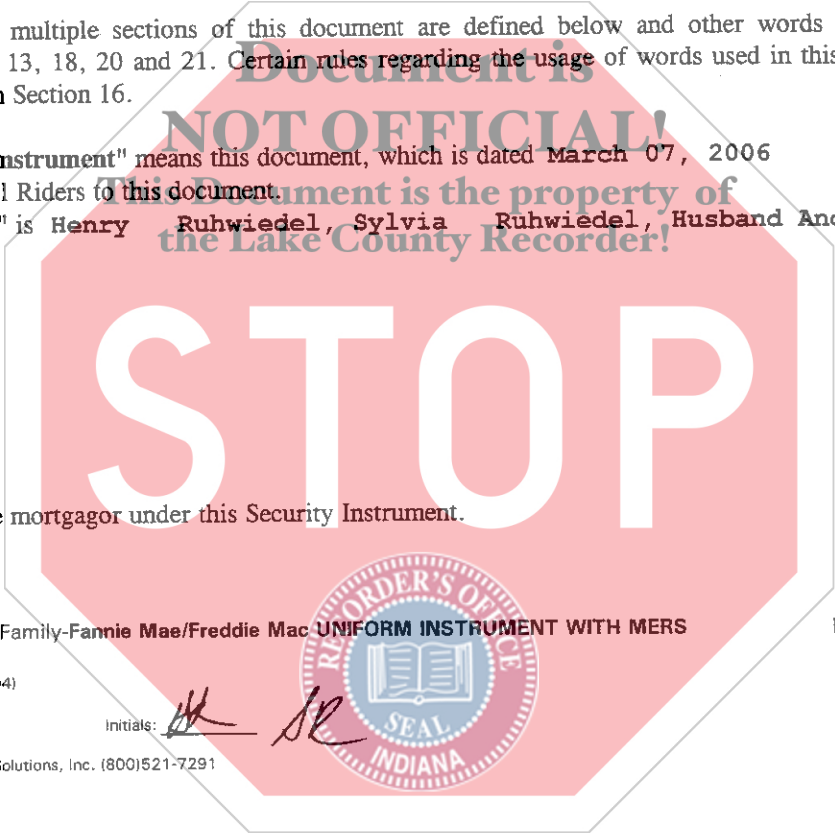 multiple sections of this document are defined below and other words
13, 18, 20 and 21. Certain rules regarding the usage of words used in this
Document is
Section 16.
NOT OFFICIAL!
nstrument" means this document, which is dated March 07, 2006
l Riders to this document.
This Document is the property of
" is Henry Ruhwiedel, Sylvia Ruhwiedel, Husband And
the Lake County Recorder!
STOP
e mortgagor under this Security Instrument.
Family-Fannie Mae/Freddie Mac UNIFORM INSTRUMENT WITH MERS
RECORDER'S OFFICE
SEAL
INDIANA
Initials: SR
Solutions, Inc. (800)521-7291